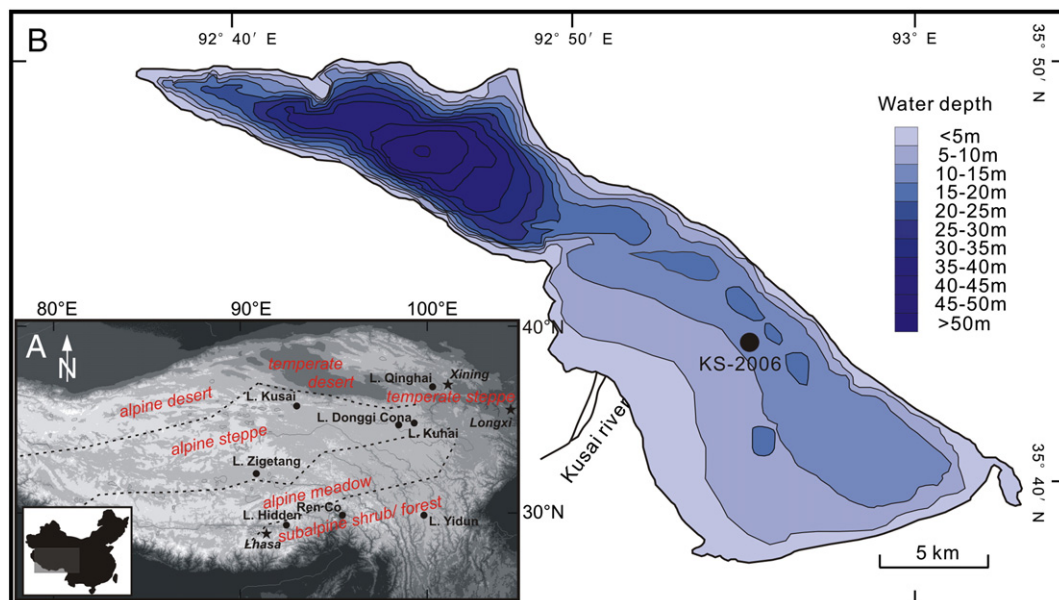 B
92° 40′ E
92° 50′ E
93° E
35° 50′ N
Water depth
<5m
5-10m
10-15m
15-20m
20-25m
25-30m
30-35m
35-40m
40-45m
45-50m
>50m
KS-2006
Kusai river
35° 40′ N
5 km
80°E
90°E
100°E
40°N
30°N
A
N
temperate
desert
L. Qinghai
Xining
temperate steppe
Longxi
alpine desert
L. Kusai
L. Donggi Cona
L. Kuhai
alpine steppe
L. Zigetang
alpine meadow
Ren-Co
L. Hidden
subalpine shrub/ forest
L. Yidun
Lhasa